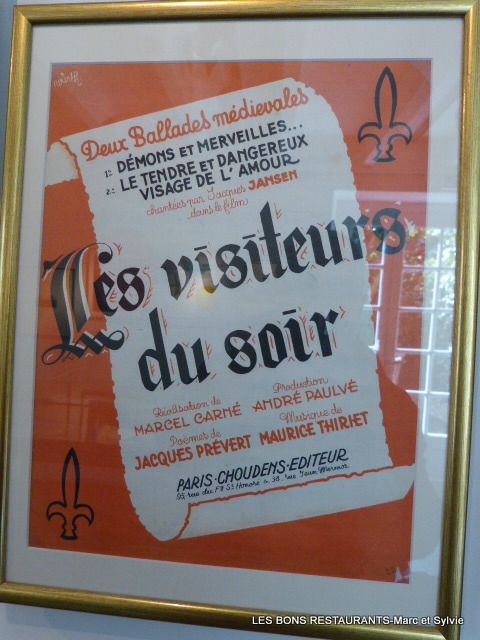 Deux Ballades médievales
1: DÉMONS ET MERVEILLES...
2: LE TENDRE ET DANGEREUX
VISAGE DE L'AMOUR
chantées par Jacques JANSEN
dans le film
Les visiteurs
du soir
Réalisation de
MARCEL CARNÉ
Production
ANDRÉ PAULVÉ
Poèmes de
JACQUES PRÉVERT
Musique de
MAURICE THIRIET
PARIS·CHOUDENS·EDITEUR
LES BONS RESTAURANTS-Marc et Sylvie